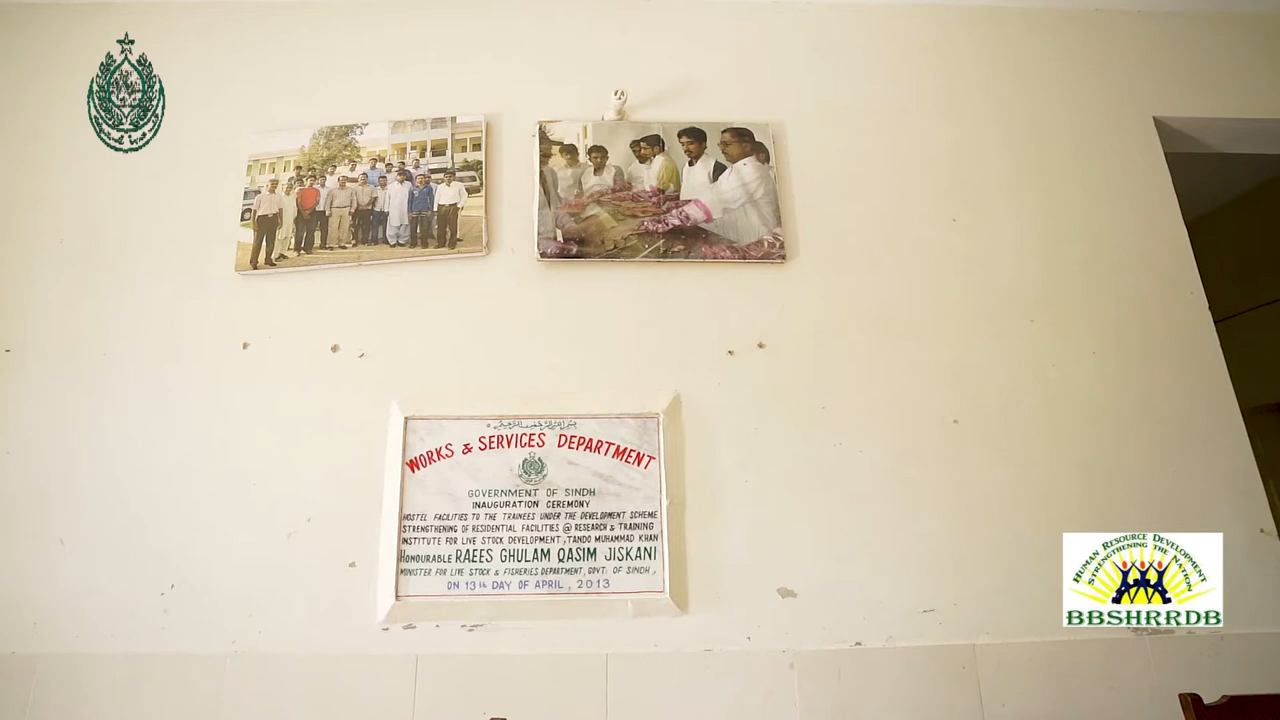 WORKS & SERVICES DEPARTMENT
GOVERNMENT OF SINDH
INAUGURATION CEREMONY
HOSTEL FACILITIES TO THE TRAINEES UNDER THE DEVELOPMENT SCHEME
STRENGTHENING OF RESIDENTIAL FACILITIES @ RESEARCH & TRAINING
INSTITUTE FOR LIVE STOCK DEVELOPMENT, TANDO MUHAMMAD KHAN
HONOURABLE RAEES GHULAM QASIM JISKANI
MINISTER FOR LIVE STOCK & FISHERIES DEPARTMENT, GOVT: OF SINDH,
ON 13th DAY OF APRIL, 2013
HUMAN RESOURCE DEVELOPMENT
STRENGTHENING THE NATION
BBSHRRDB